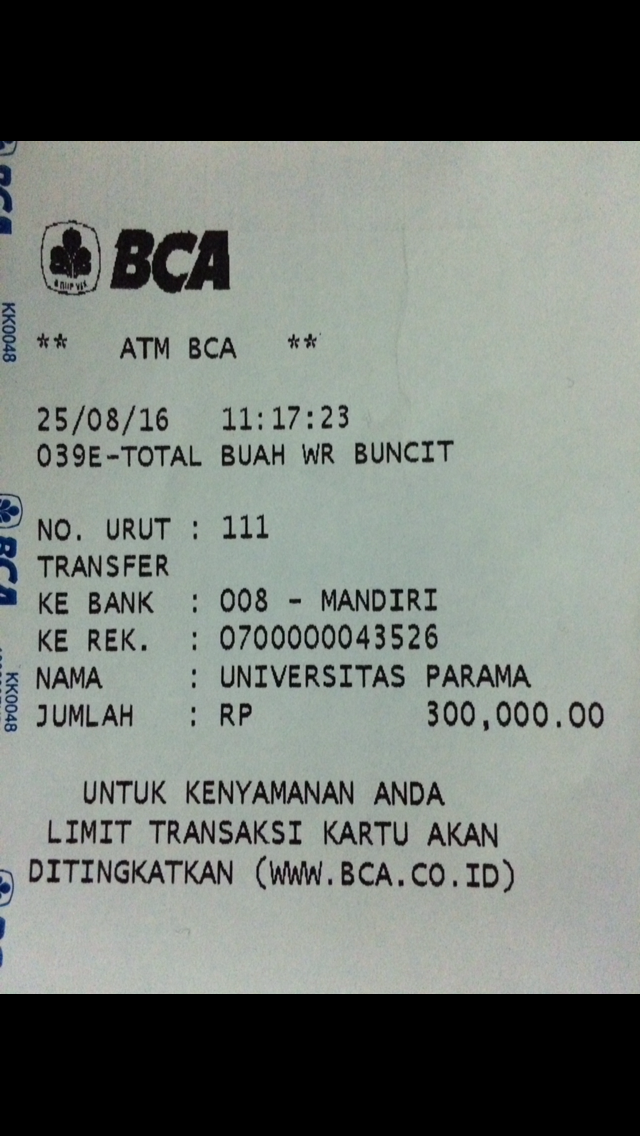 BCA
** ATM BCA **
25/08/16 11:17:23
039E-TOTAL BUAH WR BUNCIT
NO. URUT : 111
TRANSFER
KE BANK : 008 - MANDIRI
KE REK. : 0700000043526
NAMA : UNIVERSITAS PARAMA
JUMLAH : RP 300,000.00
UNTUK KENYAMANAN ANDA
LIMIT TRANSAKSI KARTU AKAN
DITINGKATKAN (WWW.BCA.CO.ID)
BCA
KK0048
BCA
KK0048